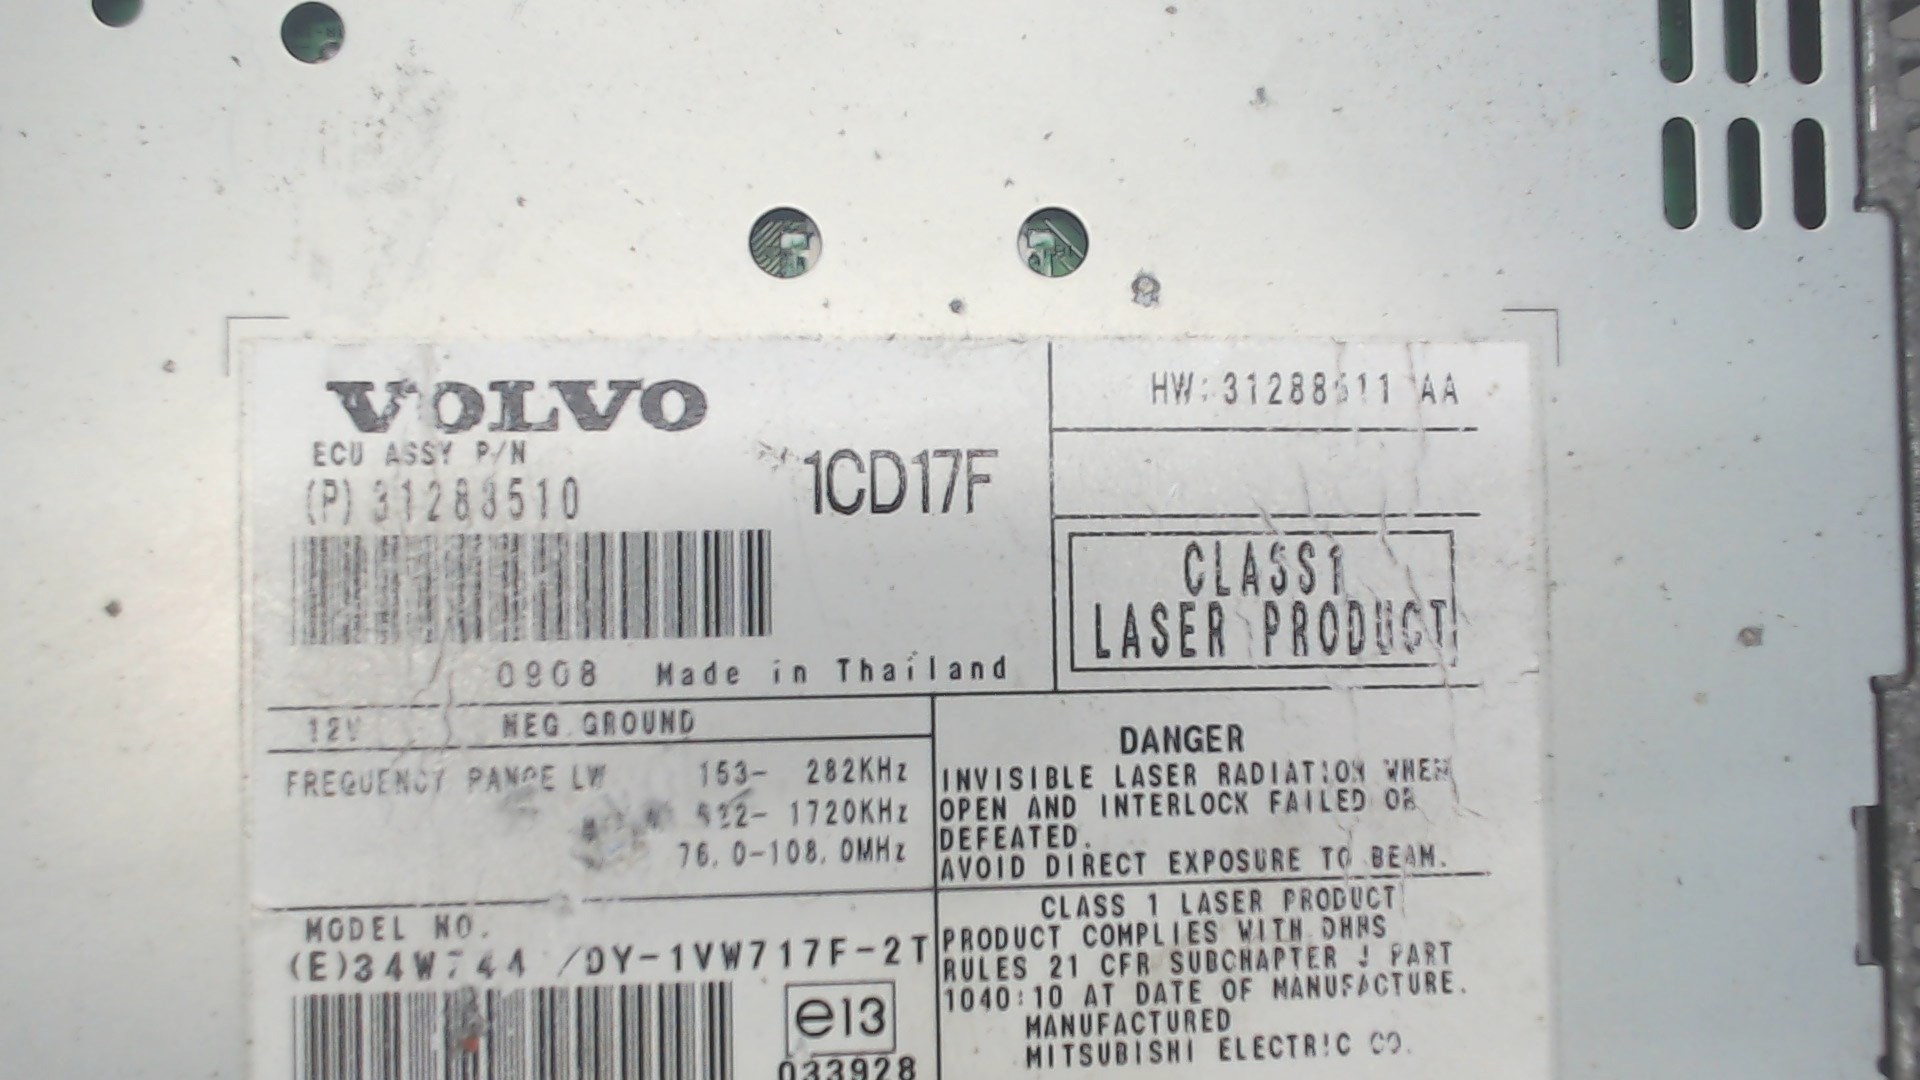 VOLVO
ECU ASSY P/N
(P) 31288510
1CD17F
HW: 31288511 AA
CLASS1
LASER PRODUCT
0908 Made in Thailand
12V NEG. GROUND
FREQUENCY RANGE LW 153- 282KHz
522- 1720KHz
76.0-108.0MHz
DANGER
INVISIBLE LASER RADIATION WHEN
OPEN AND INTERLOCK FAILED OR
DEFEATED.
AVOID DIRECT EXPOSURE TO BEAM.
MODEL NO.
(E)34W744 /DY-1VW717F-2T
e13
033928
CLASS 1 LASER PRODUCT
PRODUCT COMPLIES WITH DHHS
RULES 21 CFR SUBCHAPTER J PART
1040:10 AT DATE OF MANUFACTURE.
MANUFACTURED
MITSUBISHI ELECTRIC CO.